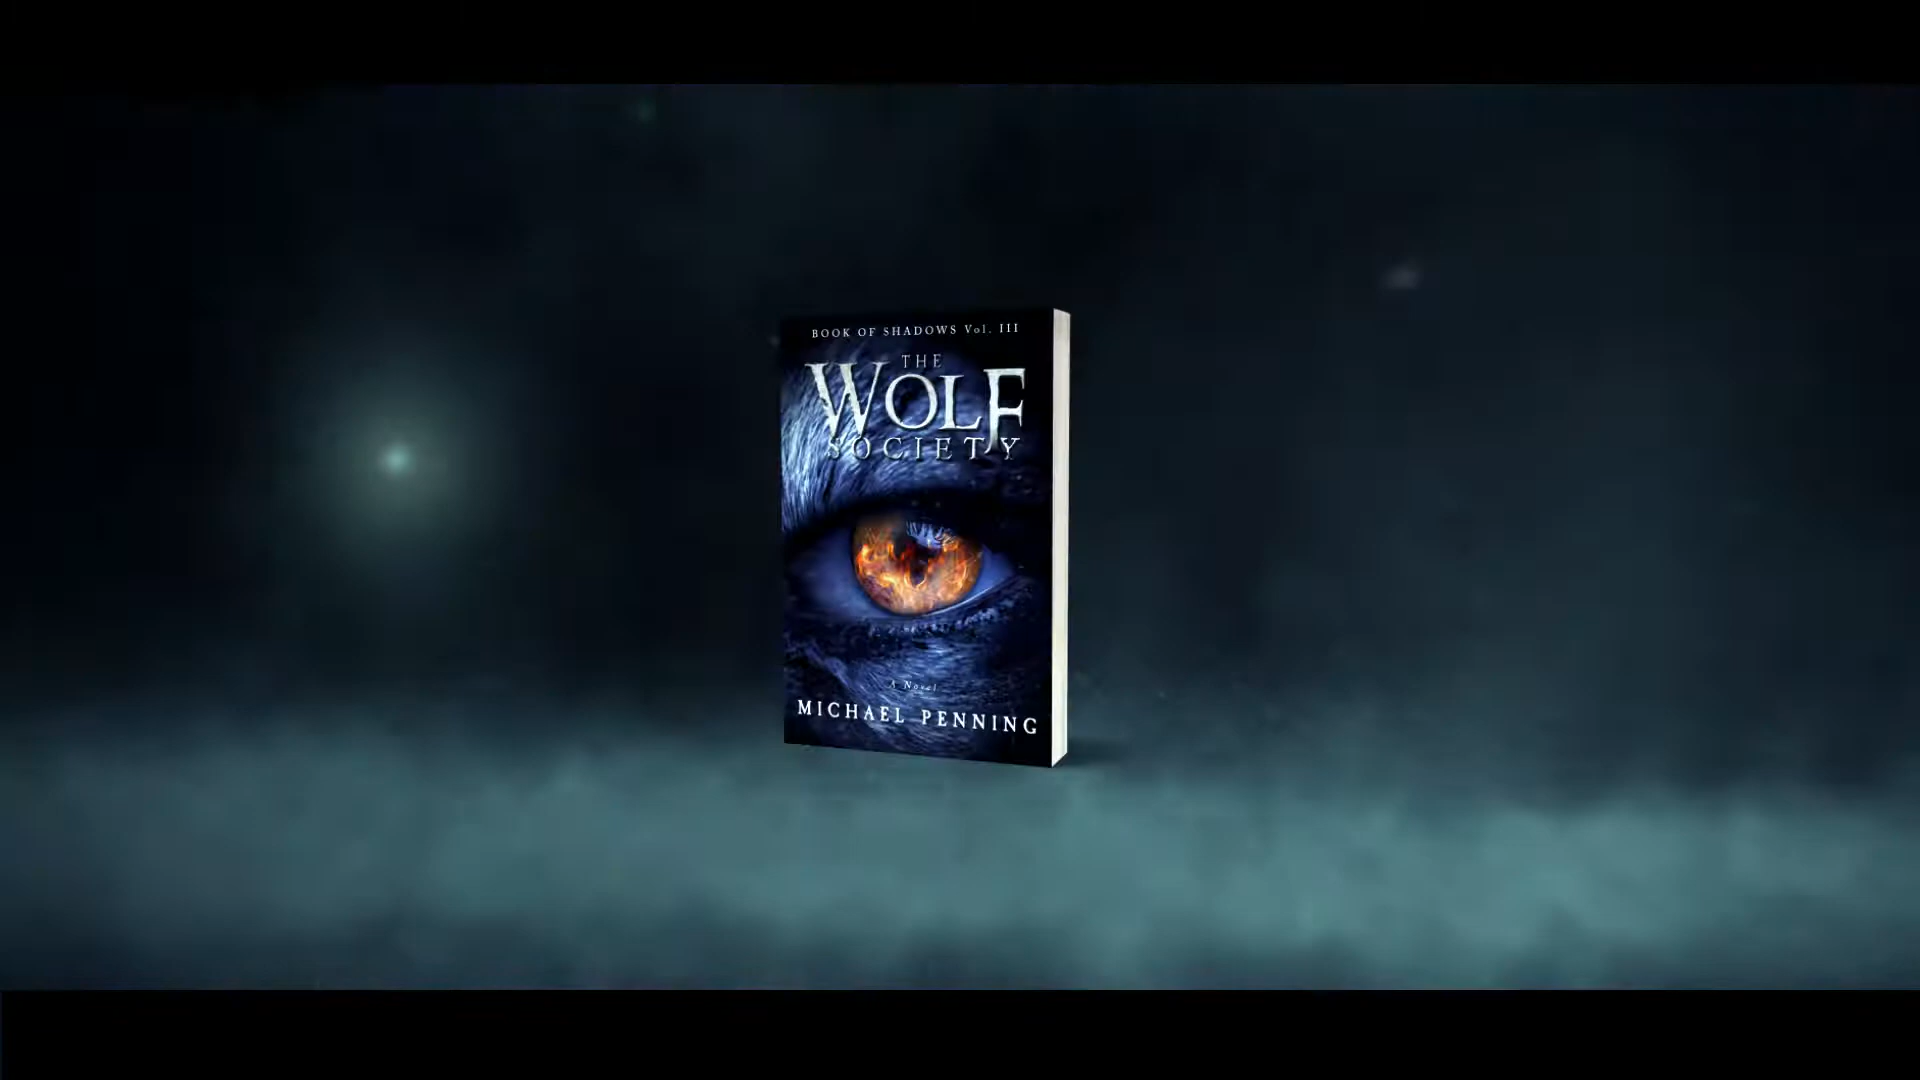 BOOK OF SHADOWS Vol. III
THE
WOLF
SOCIETY
A Novel
MICHAEL PENNING